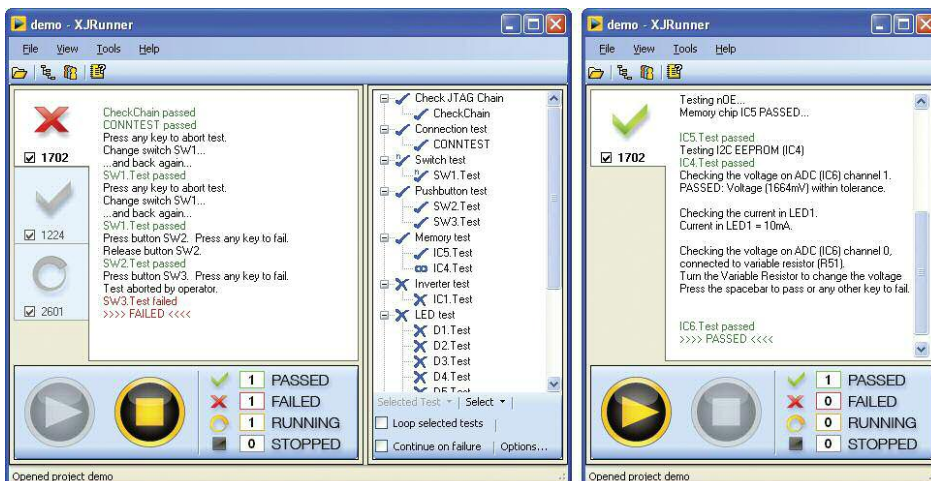 demo - XJRunner
File View Tools Help
1702
1224
2601
CheckChain passed
CONNTEST passed
Press any key to abort test.
Change switch SW1...
...and back again...
SW1.Test passed
Press any key to abort test.
Change switch SW1...
...and back again...
SW1.Test passed
Press button SW2. Press any key to fail.
Release button SW2.
SW2.Test passed
Press button SW3. Press any key to fail.
Test aborted by operator.
SW3.Test failed
>>>> FAILED <<<<
Check JTAG Chain
CheckChain
Connection test
CONNTEST
n Switch test
n SW1.Test
Pushbutton test
SW2.Test
SW3.Test
Memory test
IC5.Test
IC4.Test
Inverter test
IC1.Test
LED test
D1.Test
D2.Test
D3.Test
D4.Test
D5.Test
Selected Test Select
Loop selected tests
Continue on failure Options...
1 PASSED
1 FAILED
1 RUNNING
0 STOPPED
Opened project demo
demo - XJRunner
File View Tools Help
1702
Testing nOE...
Memory chip IC5 PASSED...
IC5.Test passed
Testing I2C EEPROM (IC4)
IC4.Test passed
Checking the voltage on ADC (IC6) channel 1.
PASSED: Voltage (1664mV) within tolerance.
Checking the current in LED1.
Current in LED1 = 10mA.
Checking the voltage on ADC (IC6) channel 0,
connected to variable resistor (R51).
Turn the Variable Resistor to change the voltage
Press the spacebar to pass or any other key to fail.
IC6.Test passed
>>>> PASSED <<<<
1 PASSED
0 FAILED
0 RUNNING
0 STOPPED
Opened project demo